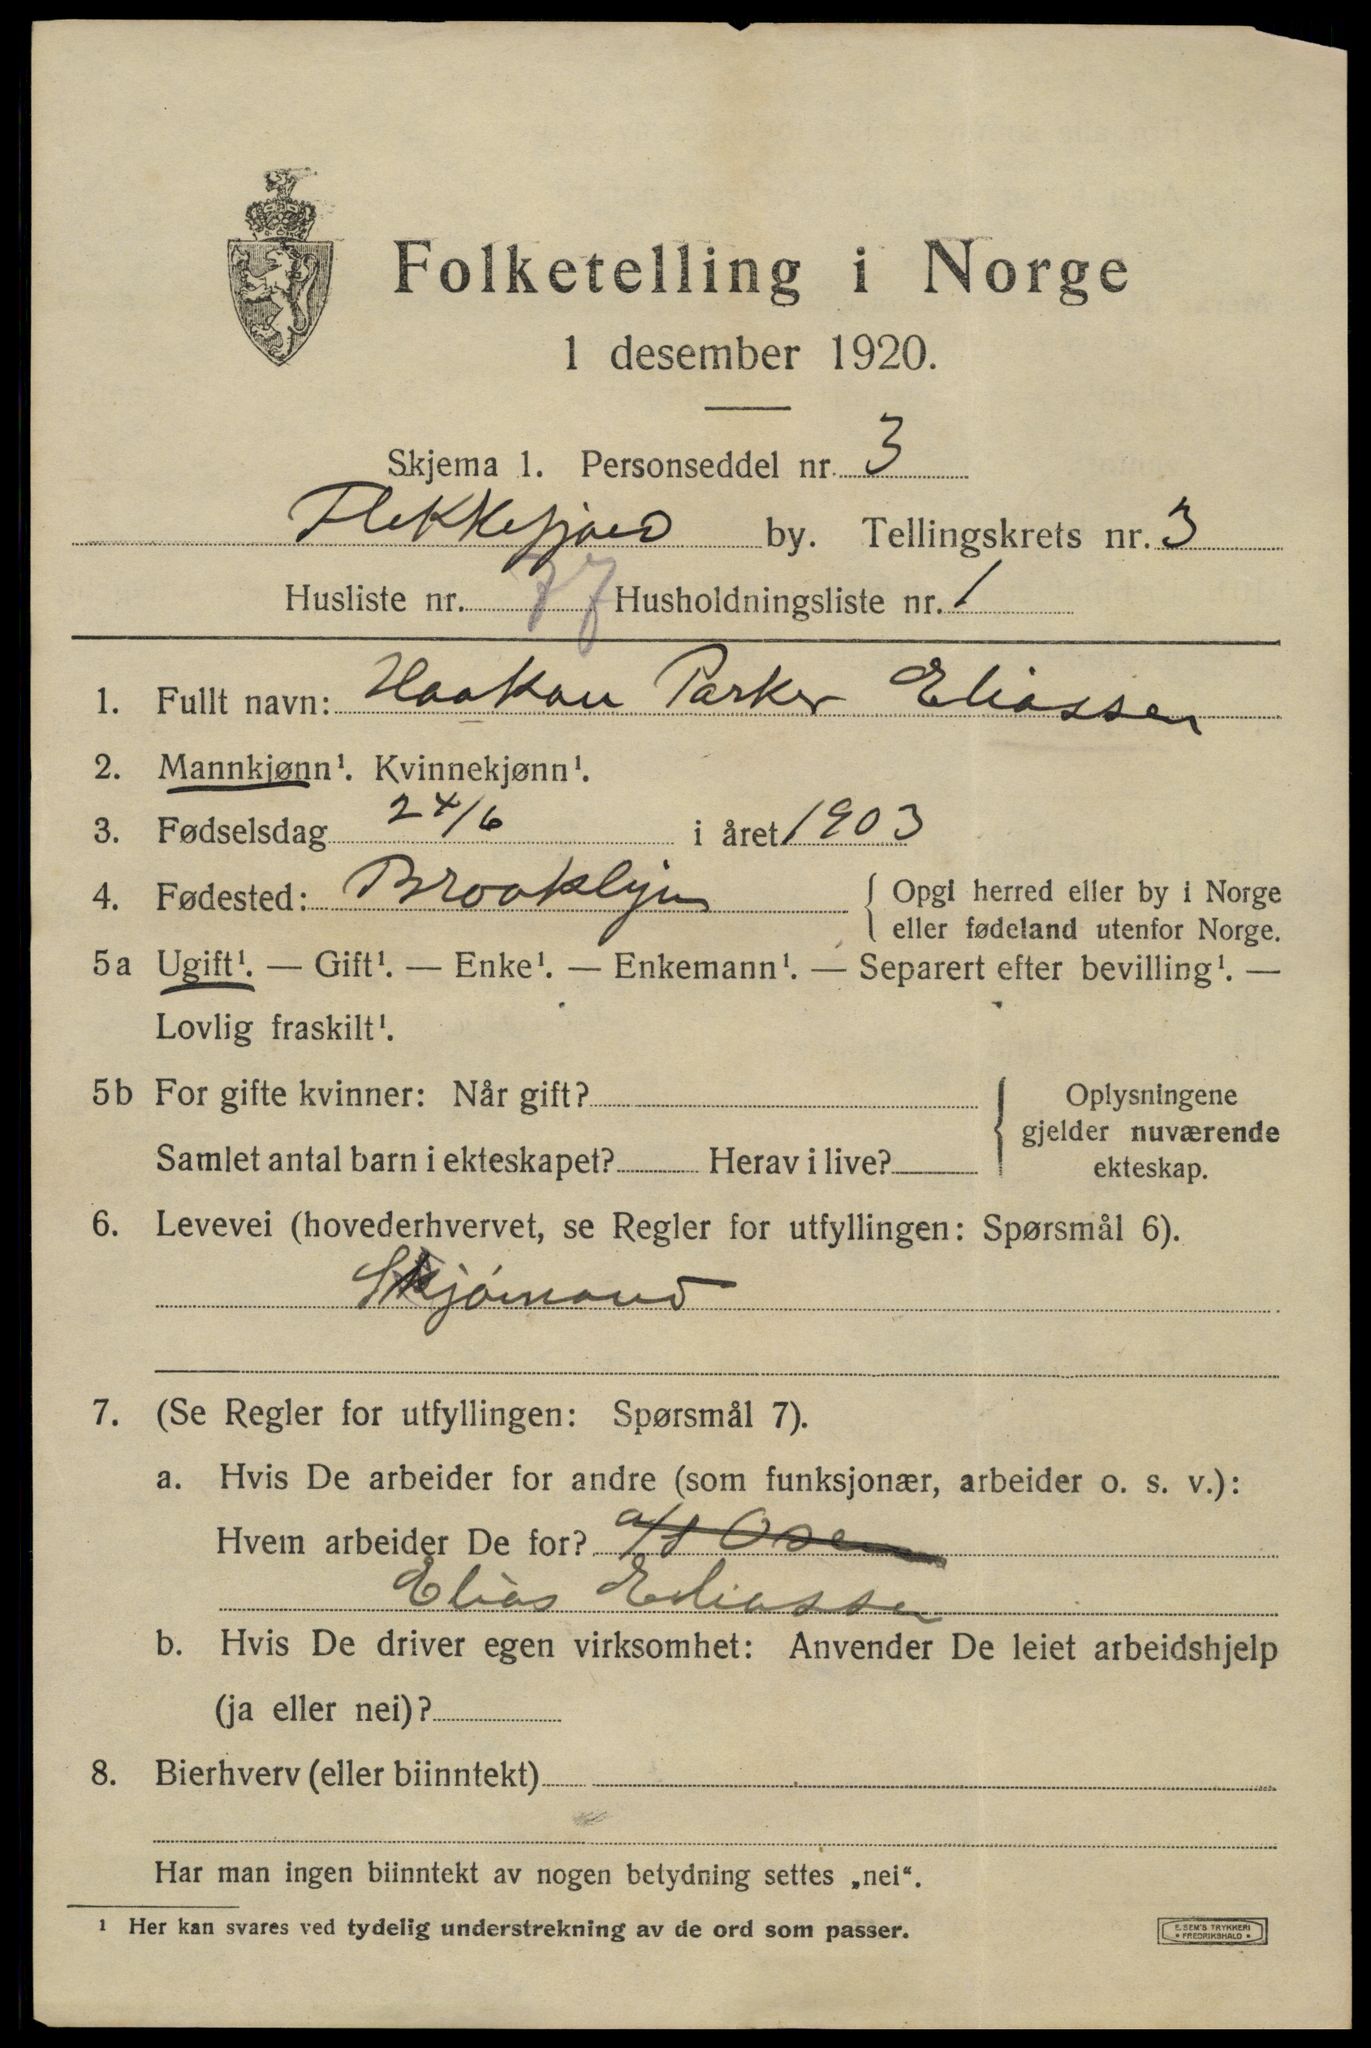 Folketelling i Norge
1 desember 1920.
Skjema 1. Personseddel nr. 3
Flekkefjord by. Tellingskrets nr. 3
Husliste nr. 77 Husholdningsliste nr. 1
1. Fullt navn: Haakon Parker Eliassen
2. Mannkjønn¹. Kvinnekjønn¹.
3. Fødselsdag 24/6 i året 1903
4. Fødested: Brooklyn { Opgi herred eller by i Norge
eller fødeland utenfor Norge.
5a Ugift¹. — Gift¹. — Enke¹. — Enkemann¹. — Separert efter bevilling¹. —
Lovlig fraskilt¹.
5b For gifte kvinner: Når gift? { Oplysningene
gjelder nuværende
Samlet antal barn i ekteskapet? Herav i live? ekteskap.
6. Levevei (hovederhvervet, se Regler for utfyllingen: Spørsmål 6).
Skjømand
7. (Se Regler for utfyllingen: Spørsmål 7).
a. Hvis De arbeider for andre (som funksjonær, arbeider o. s. v.):
Hvem arbeider De for? a/s Osen
Elias Eliassen
b. Hvis De driver egen virksomhet: Anvender De leiet arbeidshjelp
(ja eller nei)?
8. Bierhverv (eller biinntekt)
Har man ingen biinntekt av nogen betydning settes „nei“.
¹ Her kan svares ved tydelig understrekning av de ord som passer.
E. SEM'S TRYKKERI
• FREDRIKSHALD •